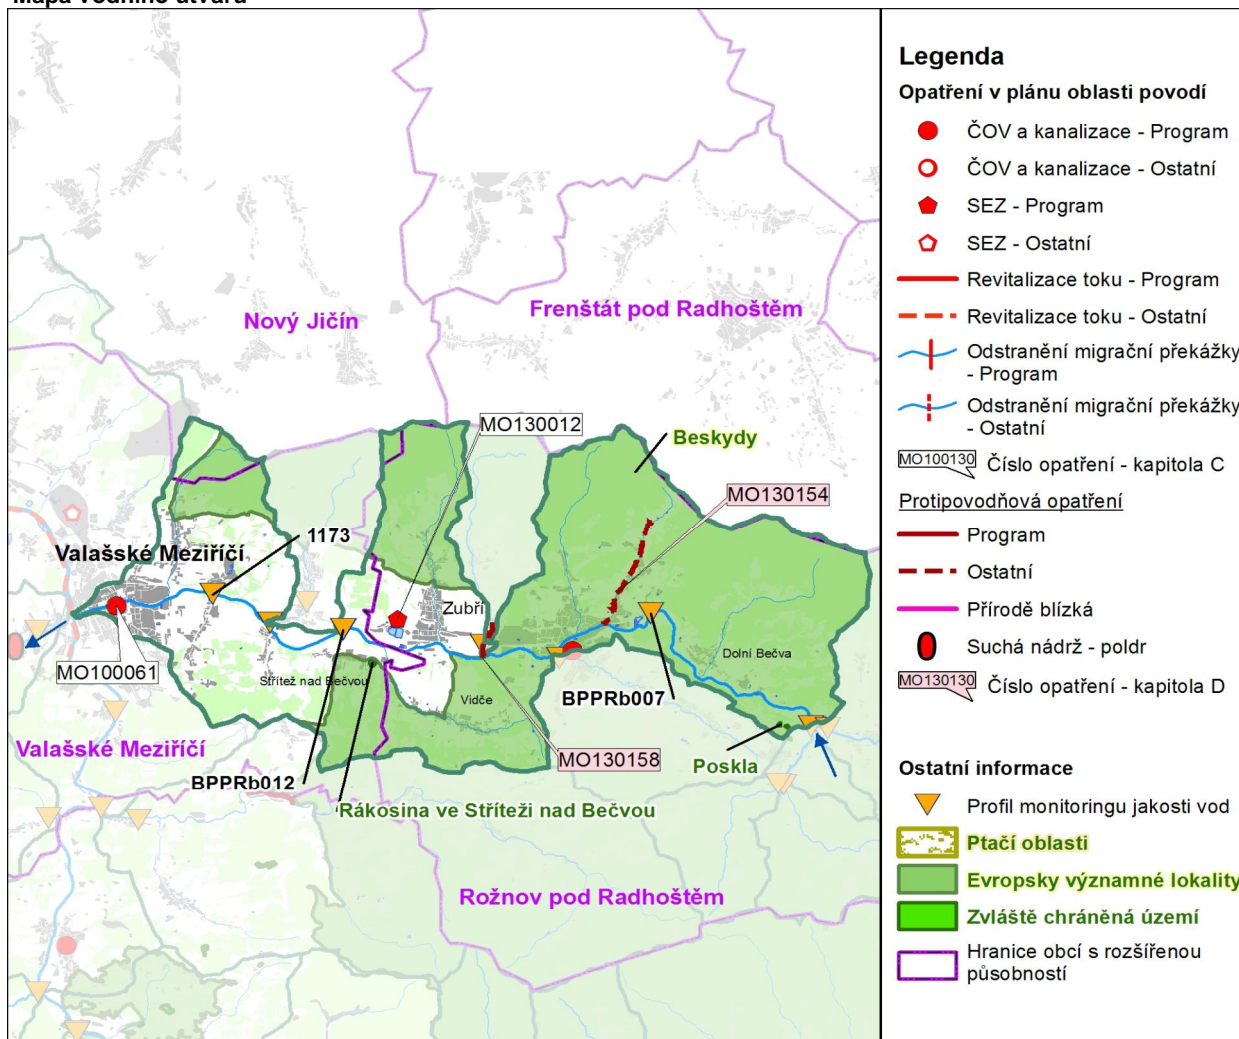 Mapa vodního útvaru
Nový Jičín
Frenštát pod Radhoštěm
MO130012
Beskydy
MO130154
1173
Valašské Meziříčí
Zubří
MO100061
Střítež nad Bečvou
Vidče
Dolní Bečva
BPPRb007
Valašské Meziříčí
BPPRb012
MO130158
Poskla
Rákosina ve Stříteži nad Bečvou
Rožnov pod Radhoštěm
Legenda
Opatření v plánu oblasti povodí
ČOV a kanalizace - Program
ČOV a kanalizace - Ostatní
SEZ - Program
SEZ - Ostatní
Revitalizace toku - Program
Revitalizace toku - Ostatní
Odstranění migrační překážky
- Program
Odstranění migrační překážky
- Ostatní
MO100130 Číslo opatření - kapitola C
Protipovodňová opatření
Program
Ostatní
Přírodě blízká
Suchá nádrž - poldr
MO130130 Číslo opatření - kapitola D
Ostatní informace
Profil monitoringu jakosti vod
Ptačí oblasti
Evropsky významné lokality
Zvláště chráněná území
Hranice obcí s rozšířenou
působností